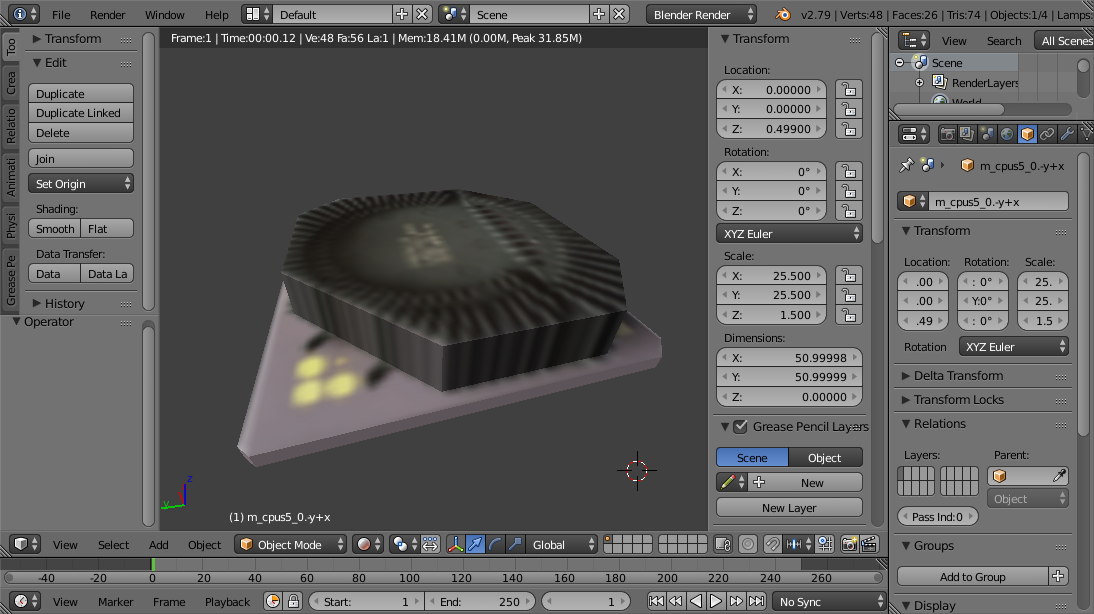 File Render Window Help Default Scene Blender Render v2.79 | Verts:48 | Faces:26 | Tris:74 | Objects:1/4 | Lamps:
Frame:1 | Time:00:00.12 | Ve:48 Fa:56 La:1 | Mem:18.41M (0.00M, Peak 31.85M)
Transform
Edit
Duplicate
Duplicate Linked
Delete
Join
Set Origin
Shading:
Smooth Flat
Data Transfer:
Data Data La
History
Operator
Too
Crea
Relatio
Animati
Physi
Grease Pe
z
y
(1) m_cpus5_0.-y+x
Transform
Location:
X: 0.00000
Y: 0.00000
Z: 0.49900
Rotation:
X: 0°
Y: 0°
Z: 0°
XYZ Euler
Scale:
X: 25.500
Y: 25.500
Z: 1.500
Dimensions:
X: 50.99998
Y: 50.99999
Z: 0.00000
Grease Pencil Layers
Scene Object
New
New Layer
View Search All Scenes
Scene
RenderLayers
World
m_cpus5_0.-y+x
m_cpus5_0.-y+x
Transform
Location: Rotation: Scale:
.00 : 0° 25.
.00 Y:0° 25.
.49 : 0° 1.5
Rotation XYZ Euler
Delta Transform
Transform Locks
Relations
Layers: Parent:
Object
Pass Ind:0
Groups
Add to Group
Display
View Select Add Object Object Mode Global
-40 -20 0 20 40 60 80 100 120 140 160 180 200 220 240 260
View Marker Frame Playback Start: 1 End: 250 1 No Sync